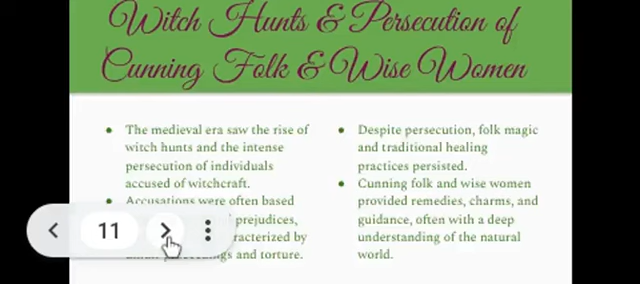 Witch Hunts & Persecution of
Cunning Folk & Wise Women
• The medieval era saw the rise of
witch hunts and the intense
persecution of individuals
accused of witchcraft.
• Accusations were often based
prejudices,
by
and torture.
• Despite persecution, folk magic
and traditional healing
practices persisted.
• Cunning folk and wise women
provided remedies, charms, and
guidance, often with a deep
understanding of the natural
world.
11